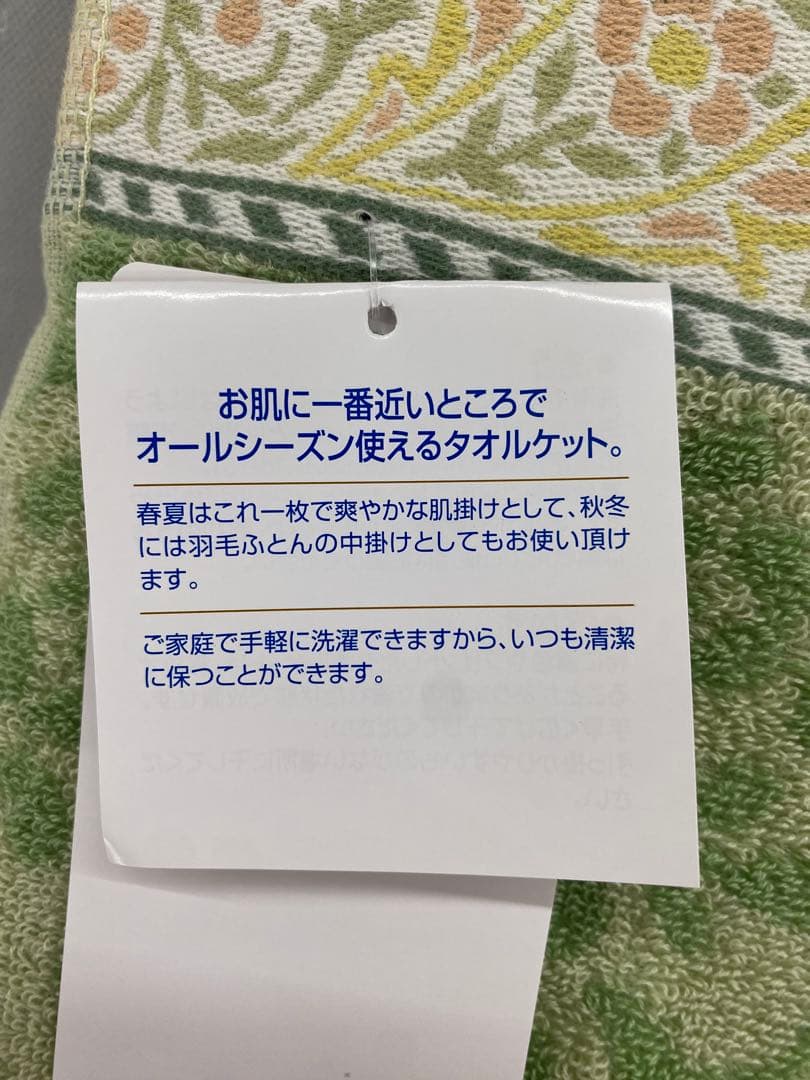 お肌に一番近いところで
オールシーズン使えるタオルケット。
春夏はこれ一枚で爽やかな肌掛けとして、秋冬
には羽毛ふとんの中掛けとしてもお使い頂け
ます。
ご家庭で手軽に洗濯できますから、いつも清潔
に保つことができます。